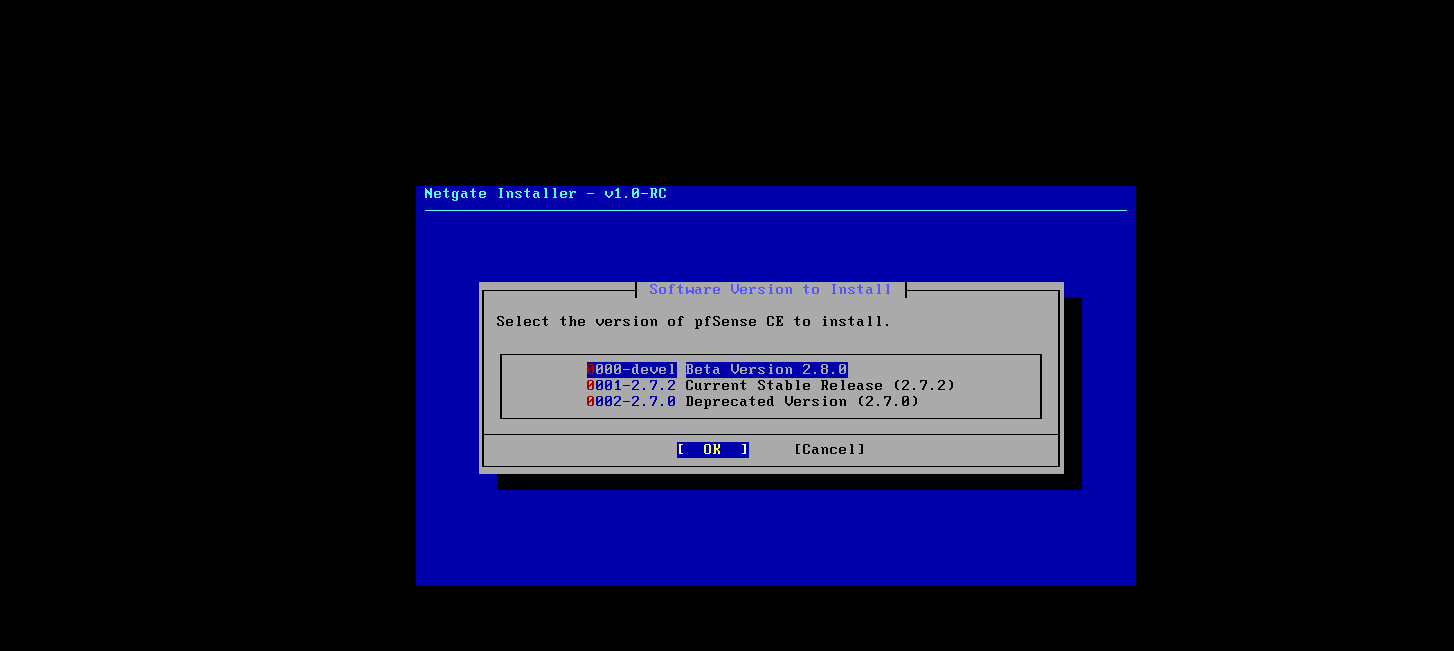 Netgate Installer - v1.0-RC
Software Version to Install
Select the version of pfSense CE to install.
0000-devel Beta Version 2.8.0
0001-2.7.2 Current Stable Release (2.7.2)
0002-2.7.0 Deprecated Version (2.7.0)
[ OK ] [Cancel]